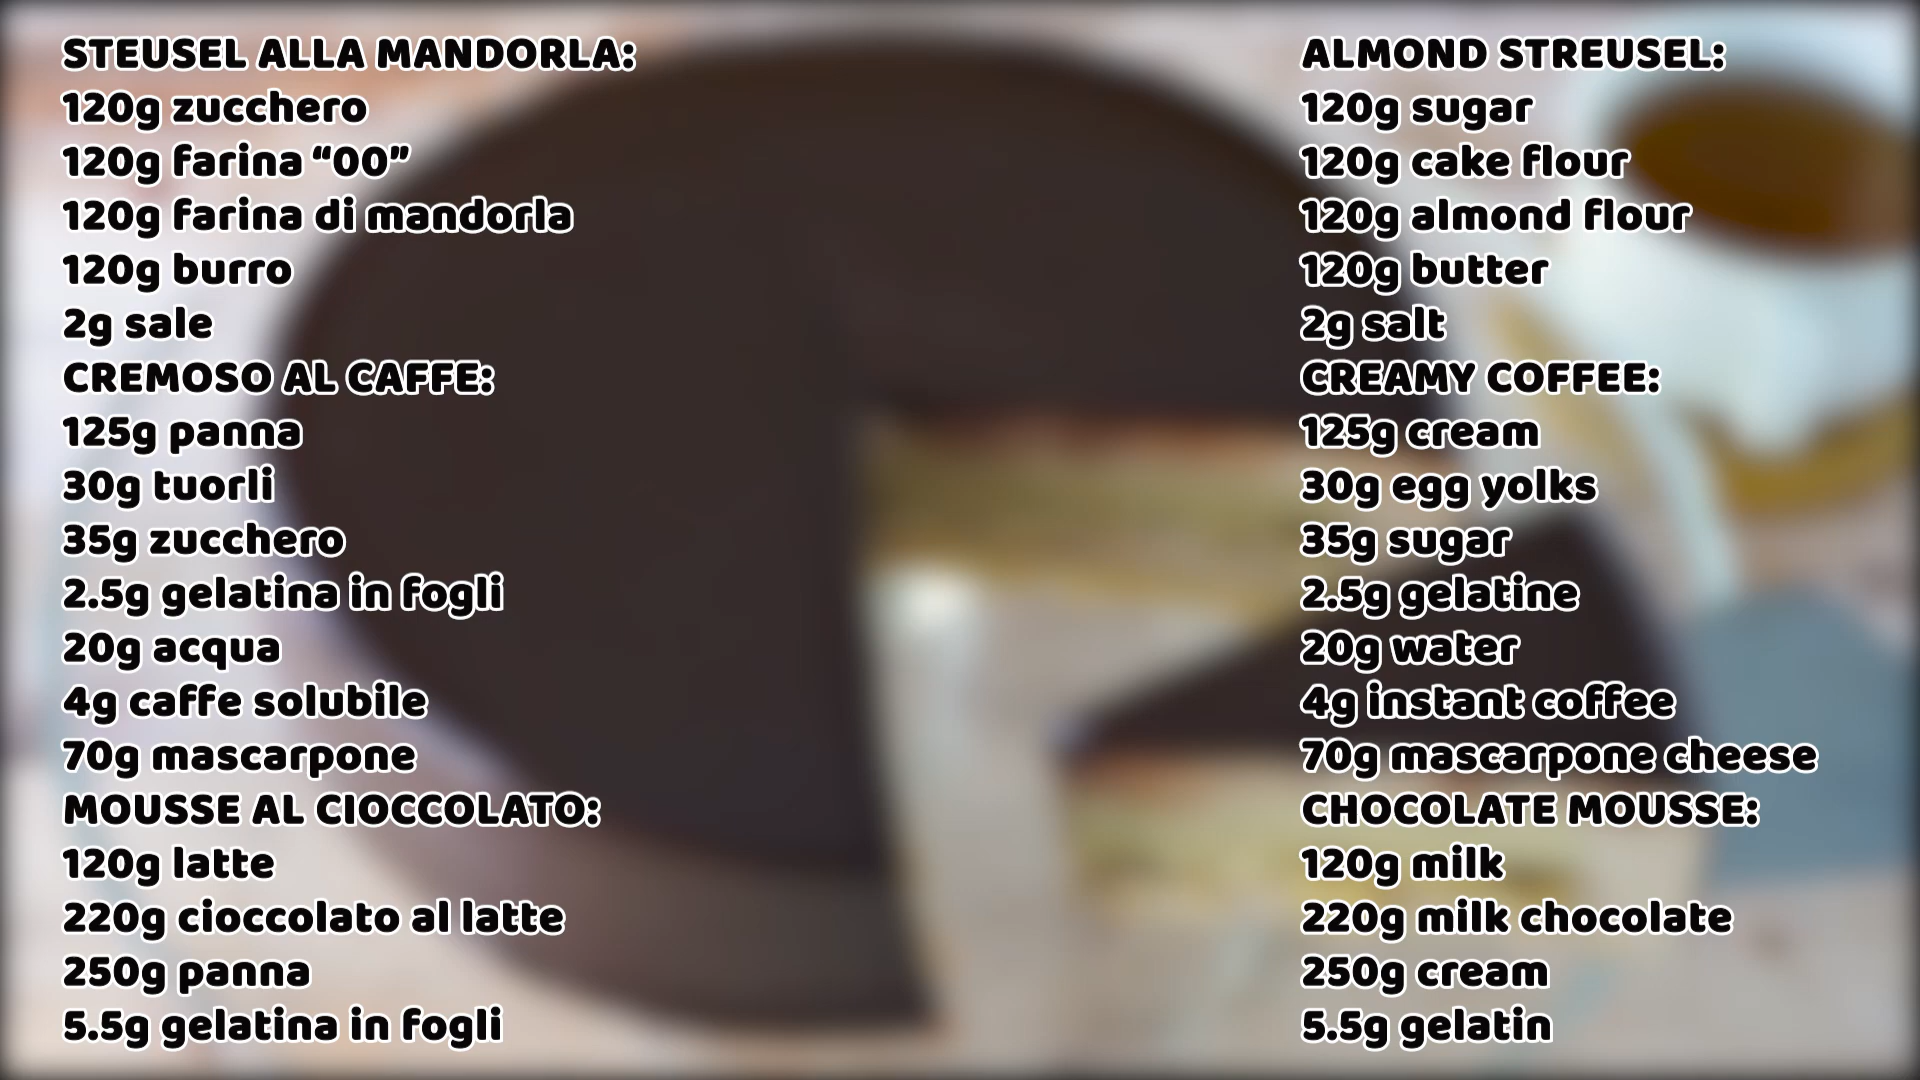 STEUSEL ALLA MANDORLA:
120g zucchero
120g farina “00”
120g farina di mandorla
120g burro
2g sale
CREMOSO AL CAFFE:
125g panna
30g tuorli
35g zucchero
2.5g gelatina in fogli
20g acqua
4g caffe solubile
70g mascarpone
MOUSSE AL CIOCCOLATO:
120g latte
220g cioccolato al latte
250g panna
5.5g gelatina in fogli
ALMOND STREUSEL:
120g sugar
120g cake flour
120g almond flour
120g butter
2g salt
CREAMY COFFEE:
125g cream
30g egg yolks
35g sugar
2.5g gelatine
20g water
4g instant coffee
70g mascarpone cheese
CHOCOLATE MOUSSE:
120g milk
220g milk chocolate
250g cream
5.5g gelatin